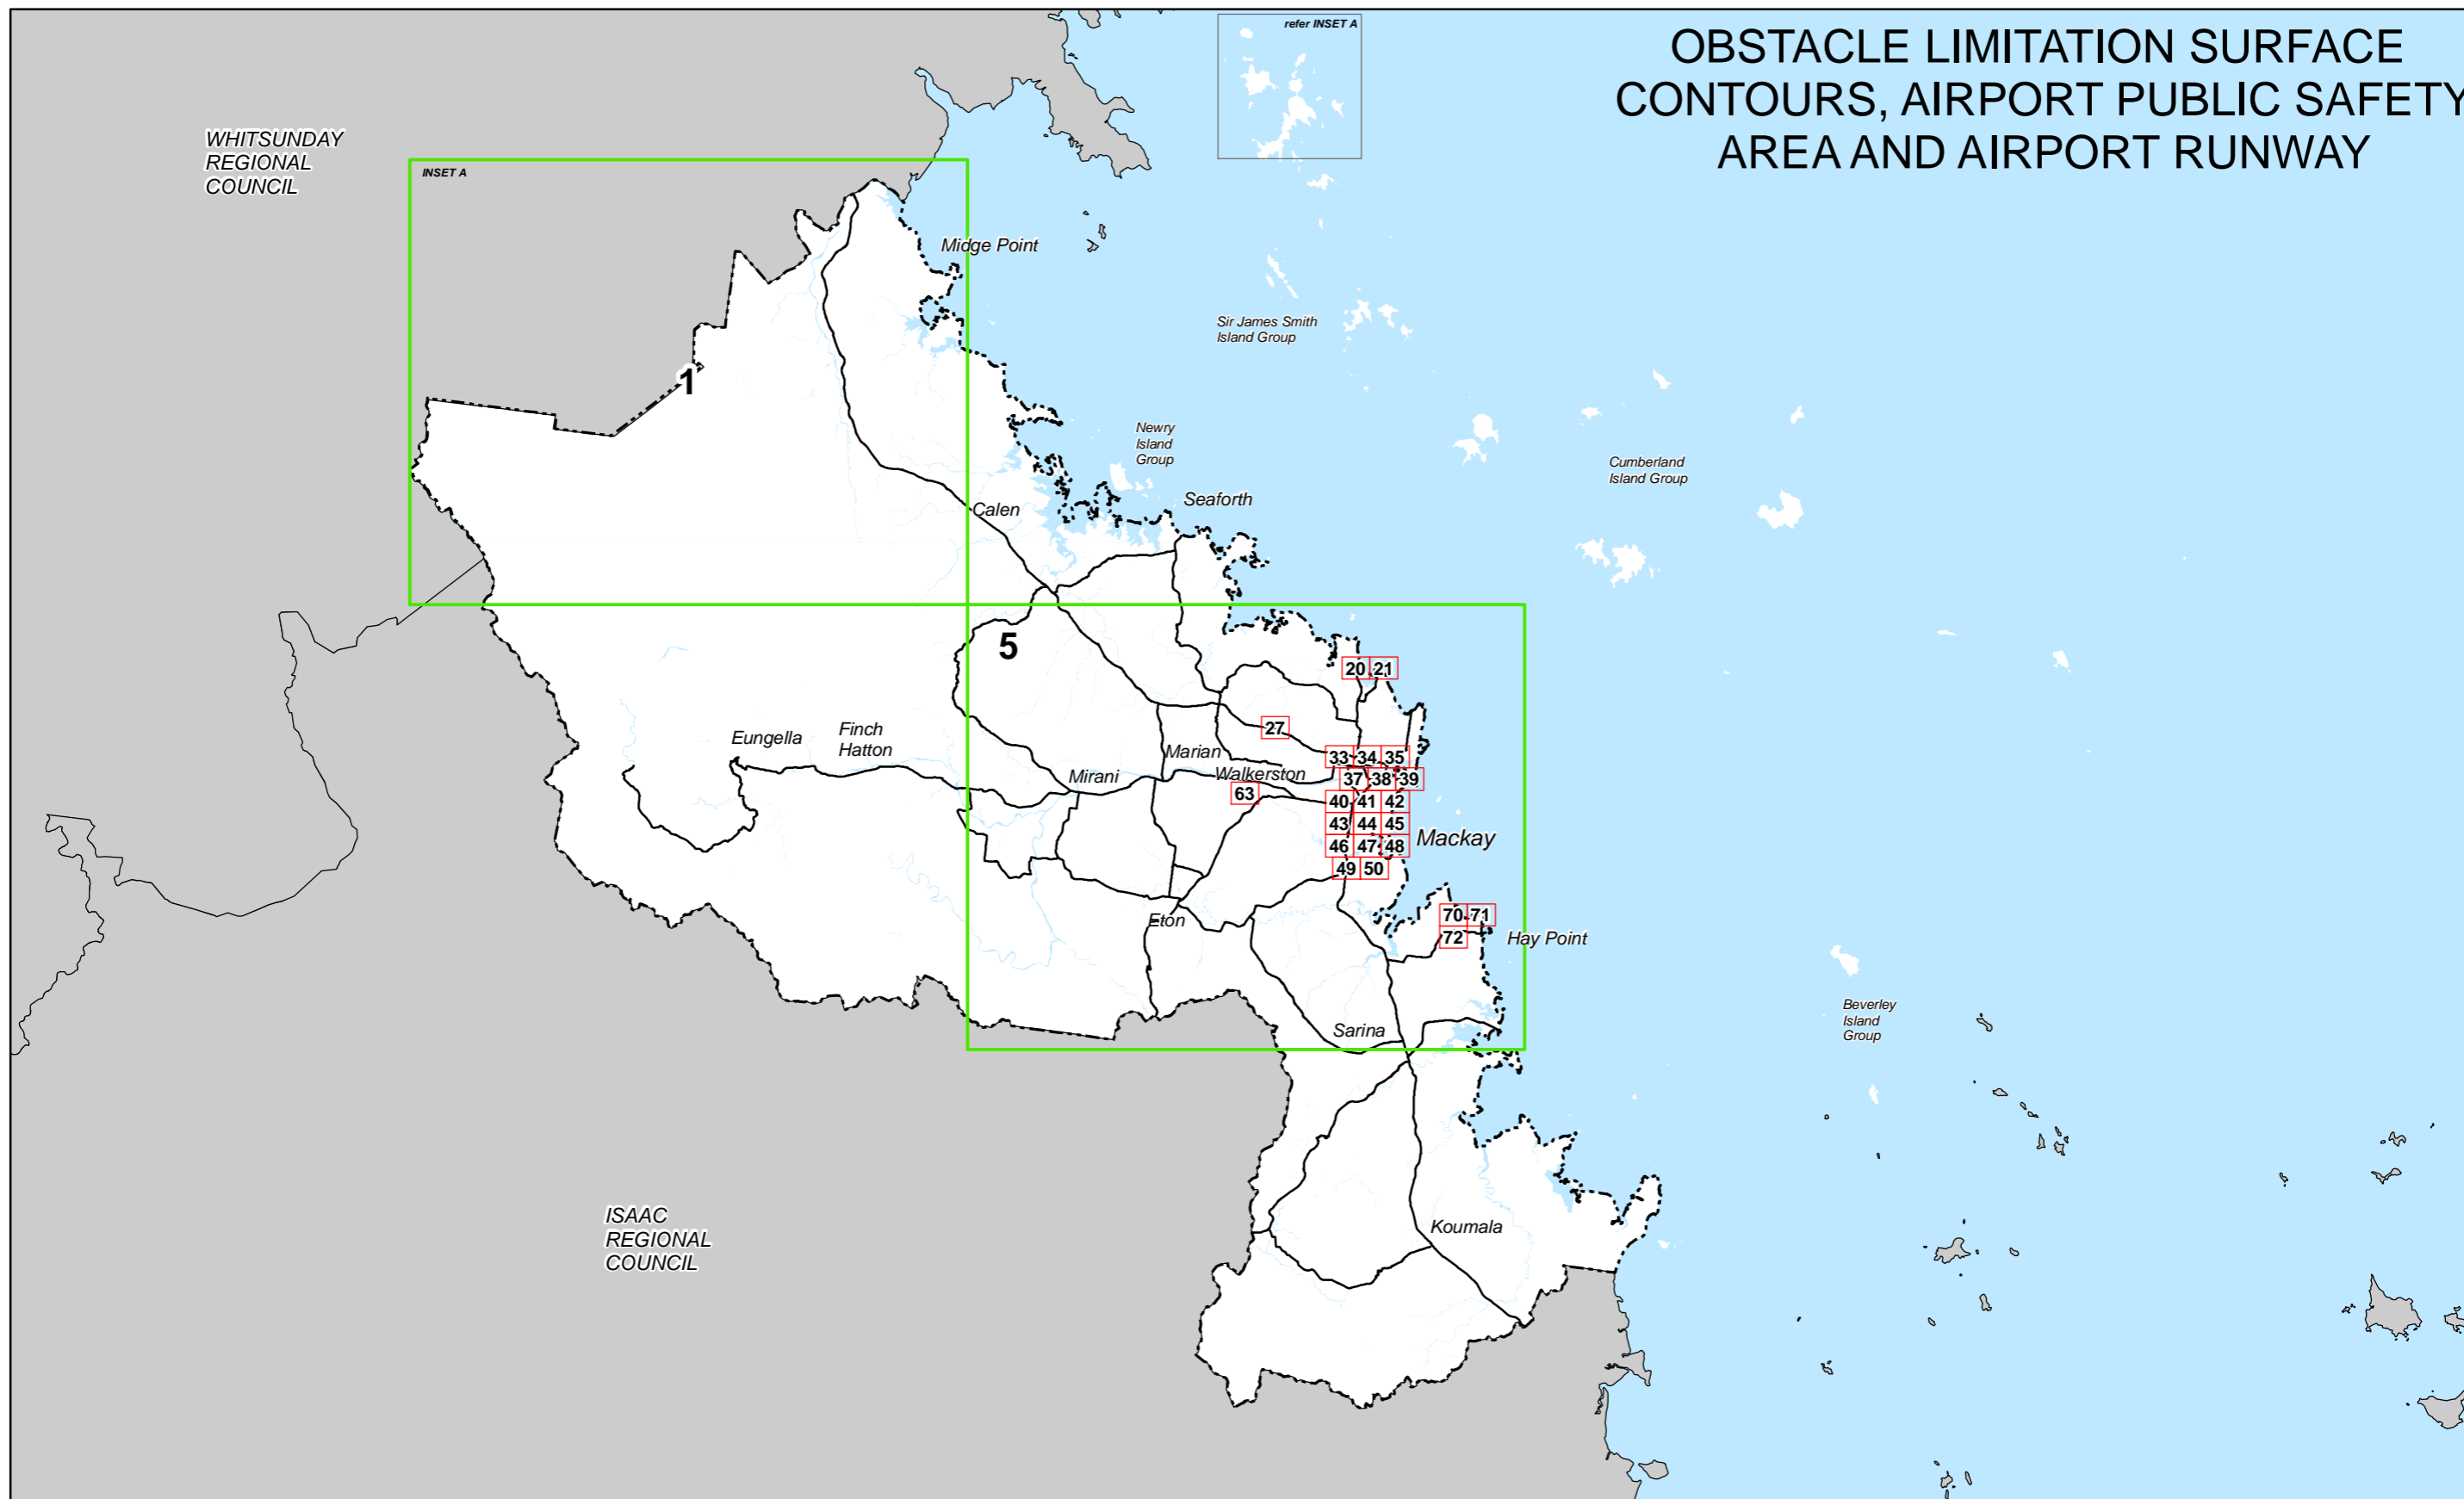 refer INSET A
OBSTACLE LIMITATION SURFACE
CONTOURS, AIRPORT PUBLIC SAFETY
AREA AND AIRPORT RUNWAY
WHITSUNDAY
REGIONAL
COUNCIL
INSET A
Midge Point
Sir James Smith
Island Group
1
Newry
Island
Group
Cumberland
Island Group
Seaforth
Calen
5
20 21
27
Eungella
Finch
Hatton
Marian
33 34 35
Mirani
Walkerston
37 38 39
63
40 41 42
43 44 45
Mackay
46 47 48
49 50
Eton
70 71
72
Hay Point
Beverley
Island
Group
Sarina
ISAAC
REGIONAL
COUNCIL
Koumala